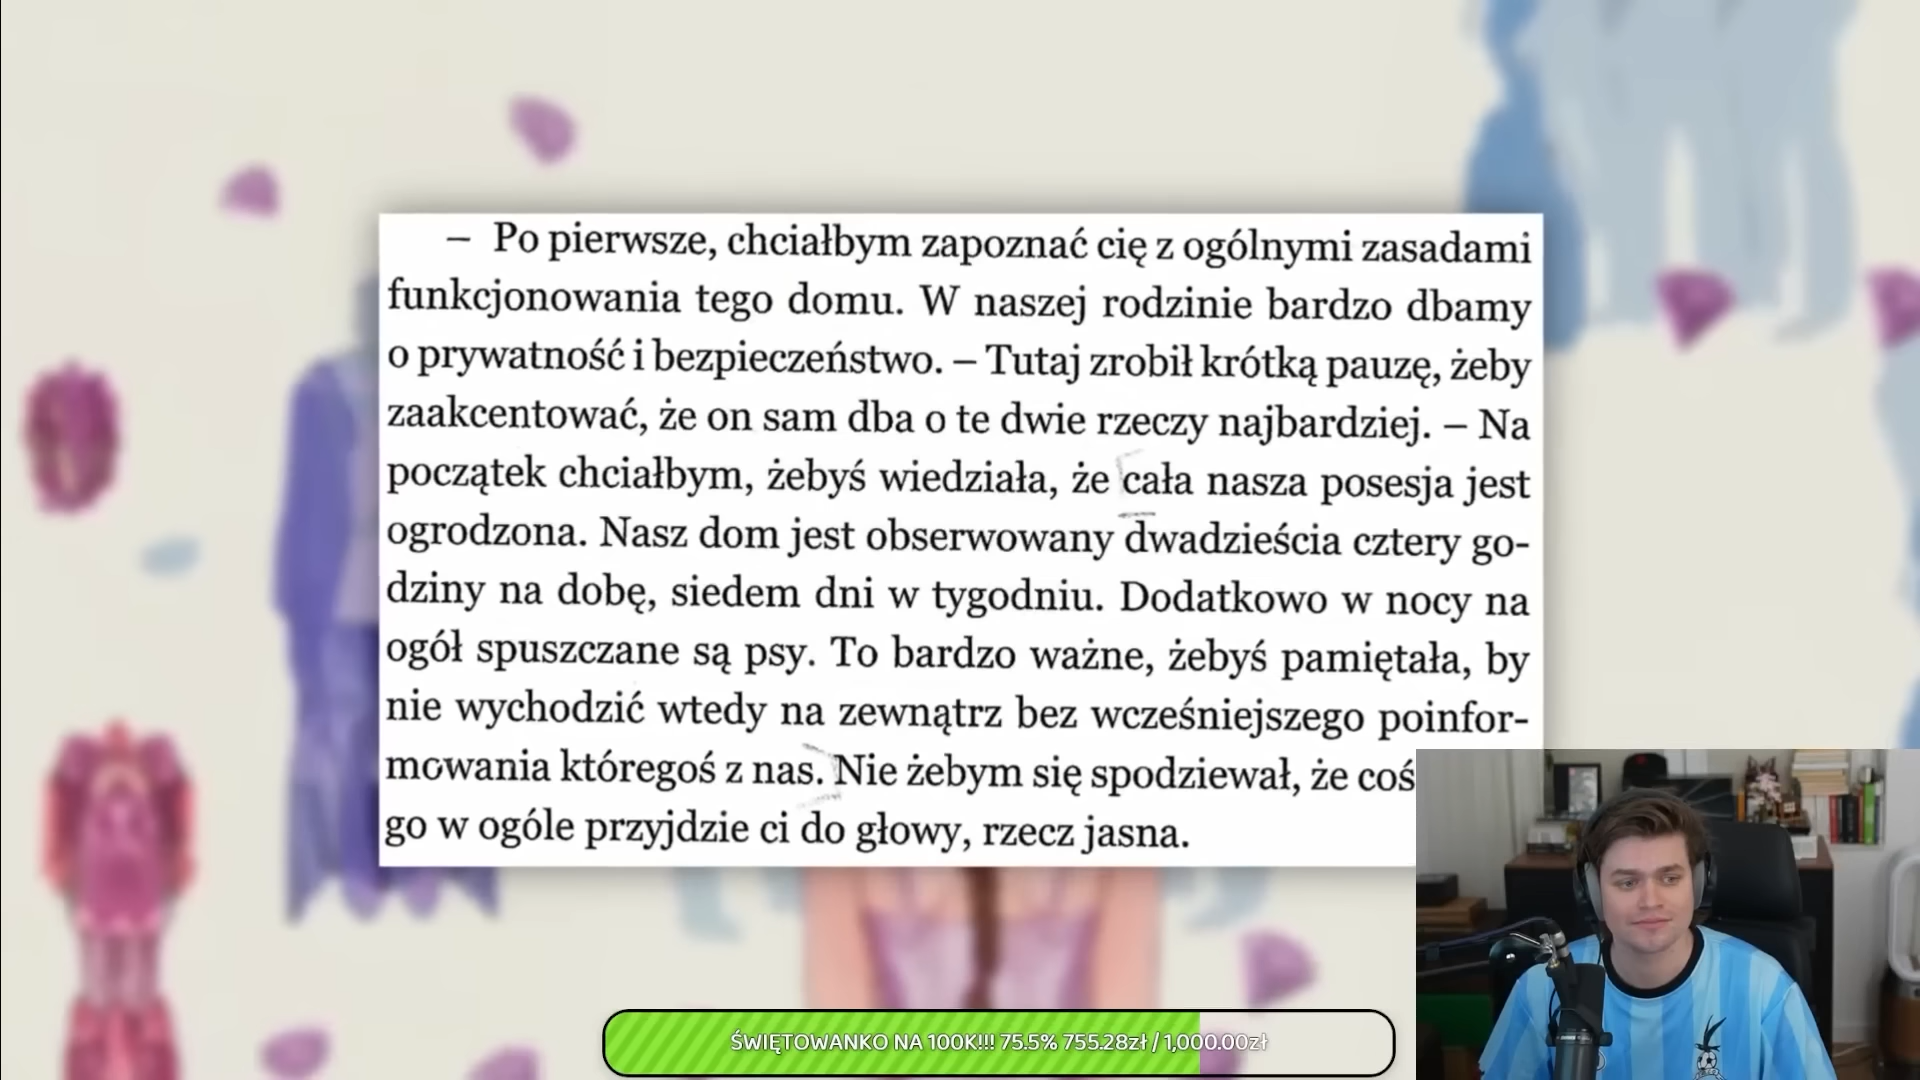 – Po pierwsze, chciałbym zapoznać cię z ogólnymi zasadami
funkcjonowania tego domu. W naszej rodzinie bardzo dbamy
o prywatność i bezpieczeństwo. – Tutaj zrobił krótką pauzę, żeby
zaakcentować, że on sam dba o te dwie rzeczy najbardziej. – Na
początek chciałbym, żebyś wiedziała, że cała nasza posesja jest
ogrodzona. Nasz dom jest obserwowany dwadzieścia cztery go-
dziny na dobę, siedem dni w tygodniu. Dodatkowo w nocy na
ogół spuszczane są psy. To bardzo ważne, żebyś pamiętała, by
nie wychodzić wtedy na zewnątrz bez wcześniejszego poinfor-
mowania któregoś z nas. Nie żebym się spodziewał, że coś
go w ogóle przyjdzie ci do głowy, rzecz jasna.
ŚWIĘTOWANKO NA 100K!!! 75.5% 755.28zł / 1,000.00zł